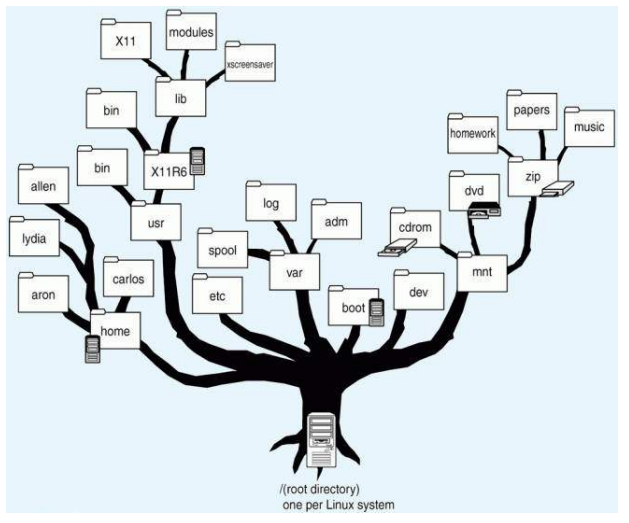 X11
modules
xscreensaver
lib
bin
X11R6
bin
usr
allen
lydia
aron
carlos
home
log
adm
spool
var
etc
boot
dev
papers
music
homework
zip
dvd
cdrom
mnt
/(root directory)
one per Linux system